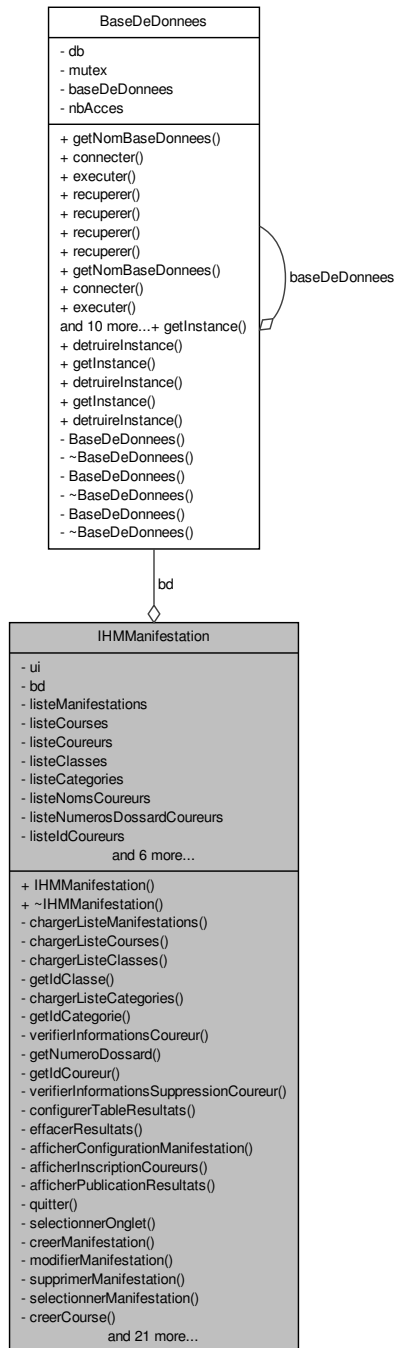 BaseDeDonnees
- db
- mutex
- baseDeDonnees
- nbAcces
+ getNomBaseDonnees()
+ connecter()
+ executer()
+ recuperer()
+ recuperer()
+ recuperer()
+ recuperer()
+ getNomBaseDonnees()
+ connecter()
+ executer()
and 10 more...+ getInstance()
+ detruireInstance()
+ getInstance()
+ detruireInstance()
+ getInstance()
+ detruireInstance()
- BaseDeDonnees()
- ~BaseDeDonnees()
- BaseDeDonnees()
- ~BaseDeDonnees()
- BaseDeDonnees()
- ~BaseDeDonnees()
baseDeDonnees
bd
IHMManifestation
- ui
- bd
- listeManifestations
- listeCourses
- listeCoureurs
- listeClasses
- listeCategories
- listeNomsCoureurs
- listeNumerosDossardCoureurs
- listeIdCoureurs
and 6 more...
+ IHMManifestation()
+ ~IHMManifestation()
- chargerListeManifestations()
- chargerListeCourses()
- chargerListeClasses()
- getIdClasse()
- chargerListeCategories()
- getIdCategorie()
- verifierInformationsCoureur()
- getNumeroDossard()
- getIdCoureur()
- verifierInformationsSuppressionCoureur()
- configurerTableResultats()
- effacerResultats()
- afficherConfigurationManifestation()
- afficherInscriptionCoureurs()
- afficherPublicationResultats()
- quitter()
- selectionnerOnglet()
- creerManifestation()
- modifierManifestation()
- supprimerManifestation()
- selectionnerManifestation()
- creerCourse()
and 21 more...